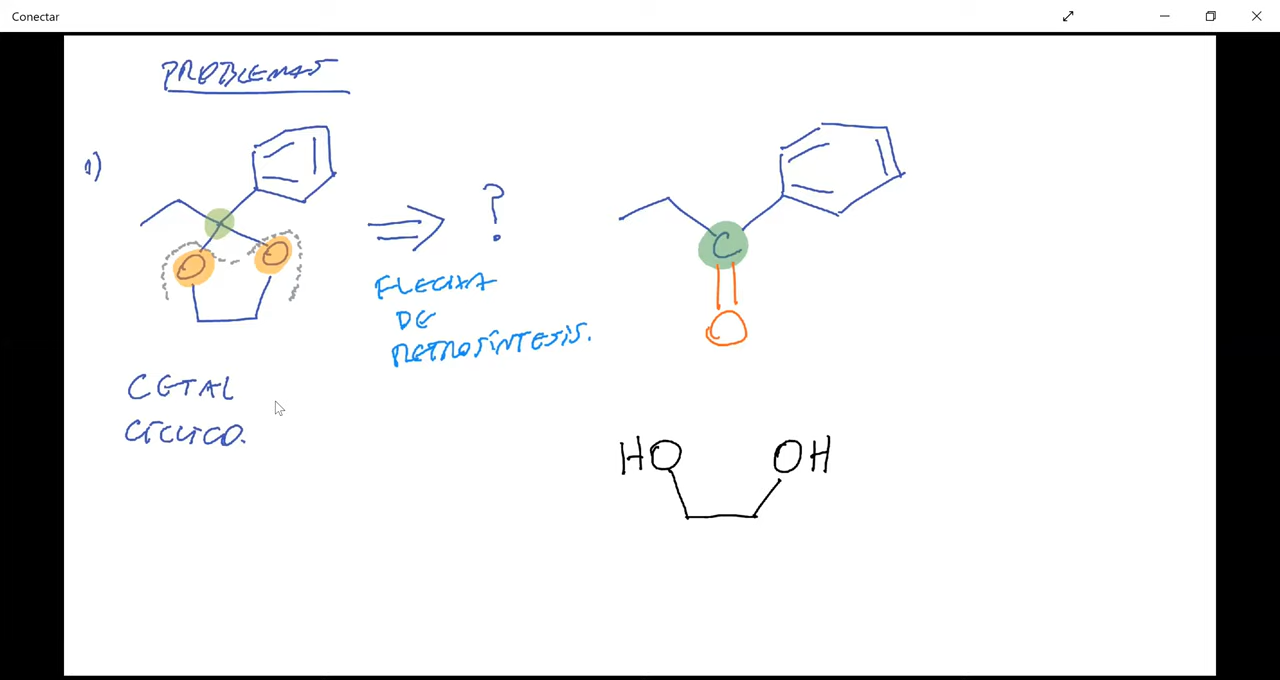 Conectar
PROBLEMAS
1)
?
FLECHA
DE
RETROSÍNTESIS.
O O
CETAL
CÍCLICO.
C
O
HO OH